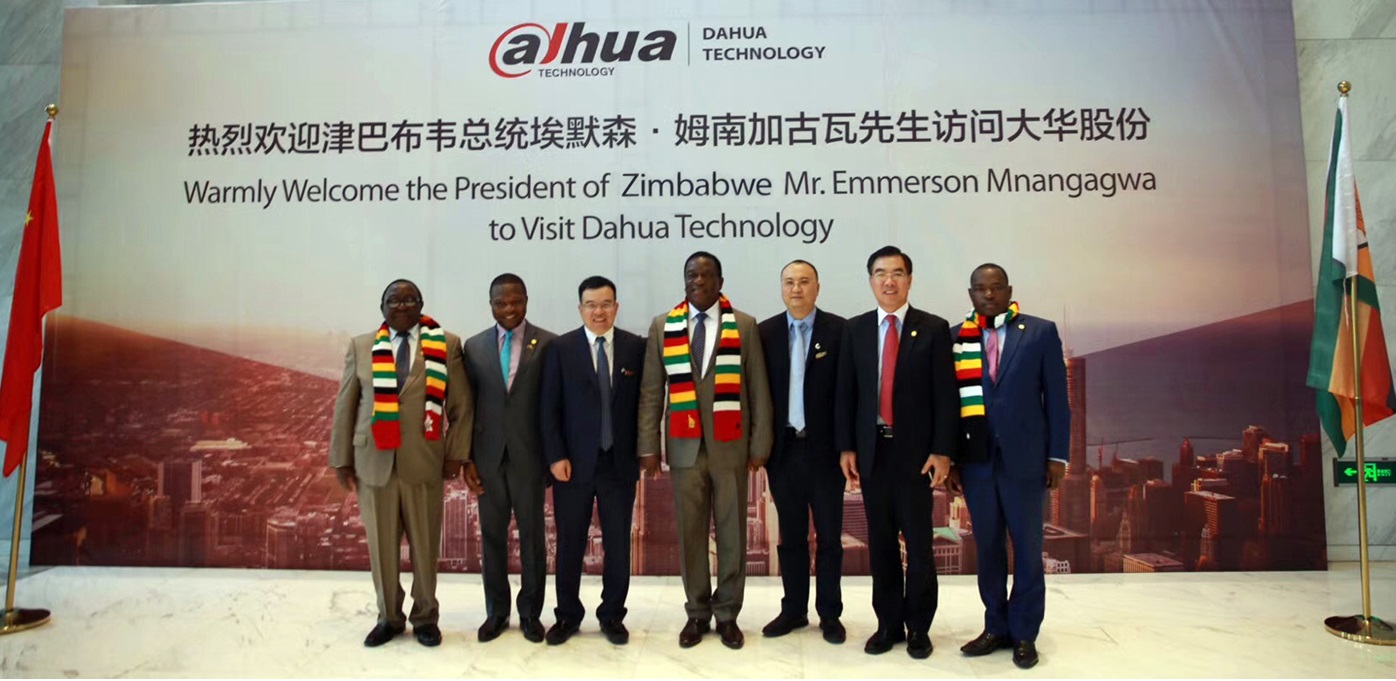 alhua
TECHNOLOGY
DAHUA
TECHNOLOGY
热烈欢迎津巴布韦总统埃默森·姆南加古瓦先生访问大华股份
Warmly Welcome the President of Zimbabwe Mr. Emmerson Mnangagwa
to Visit Dahua Technology